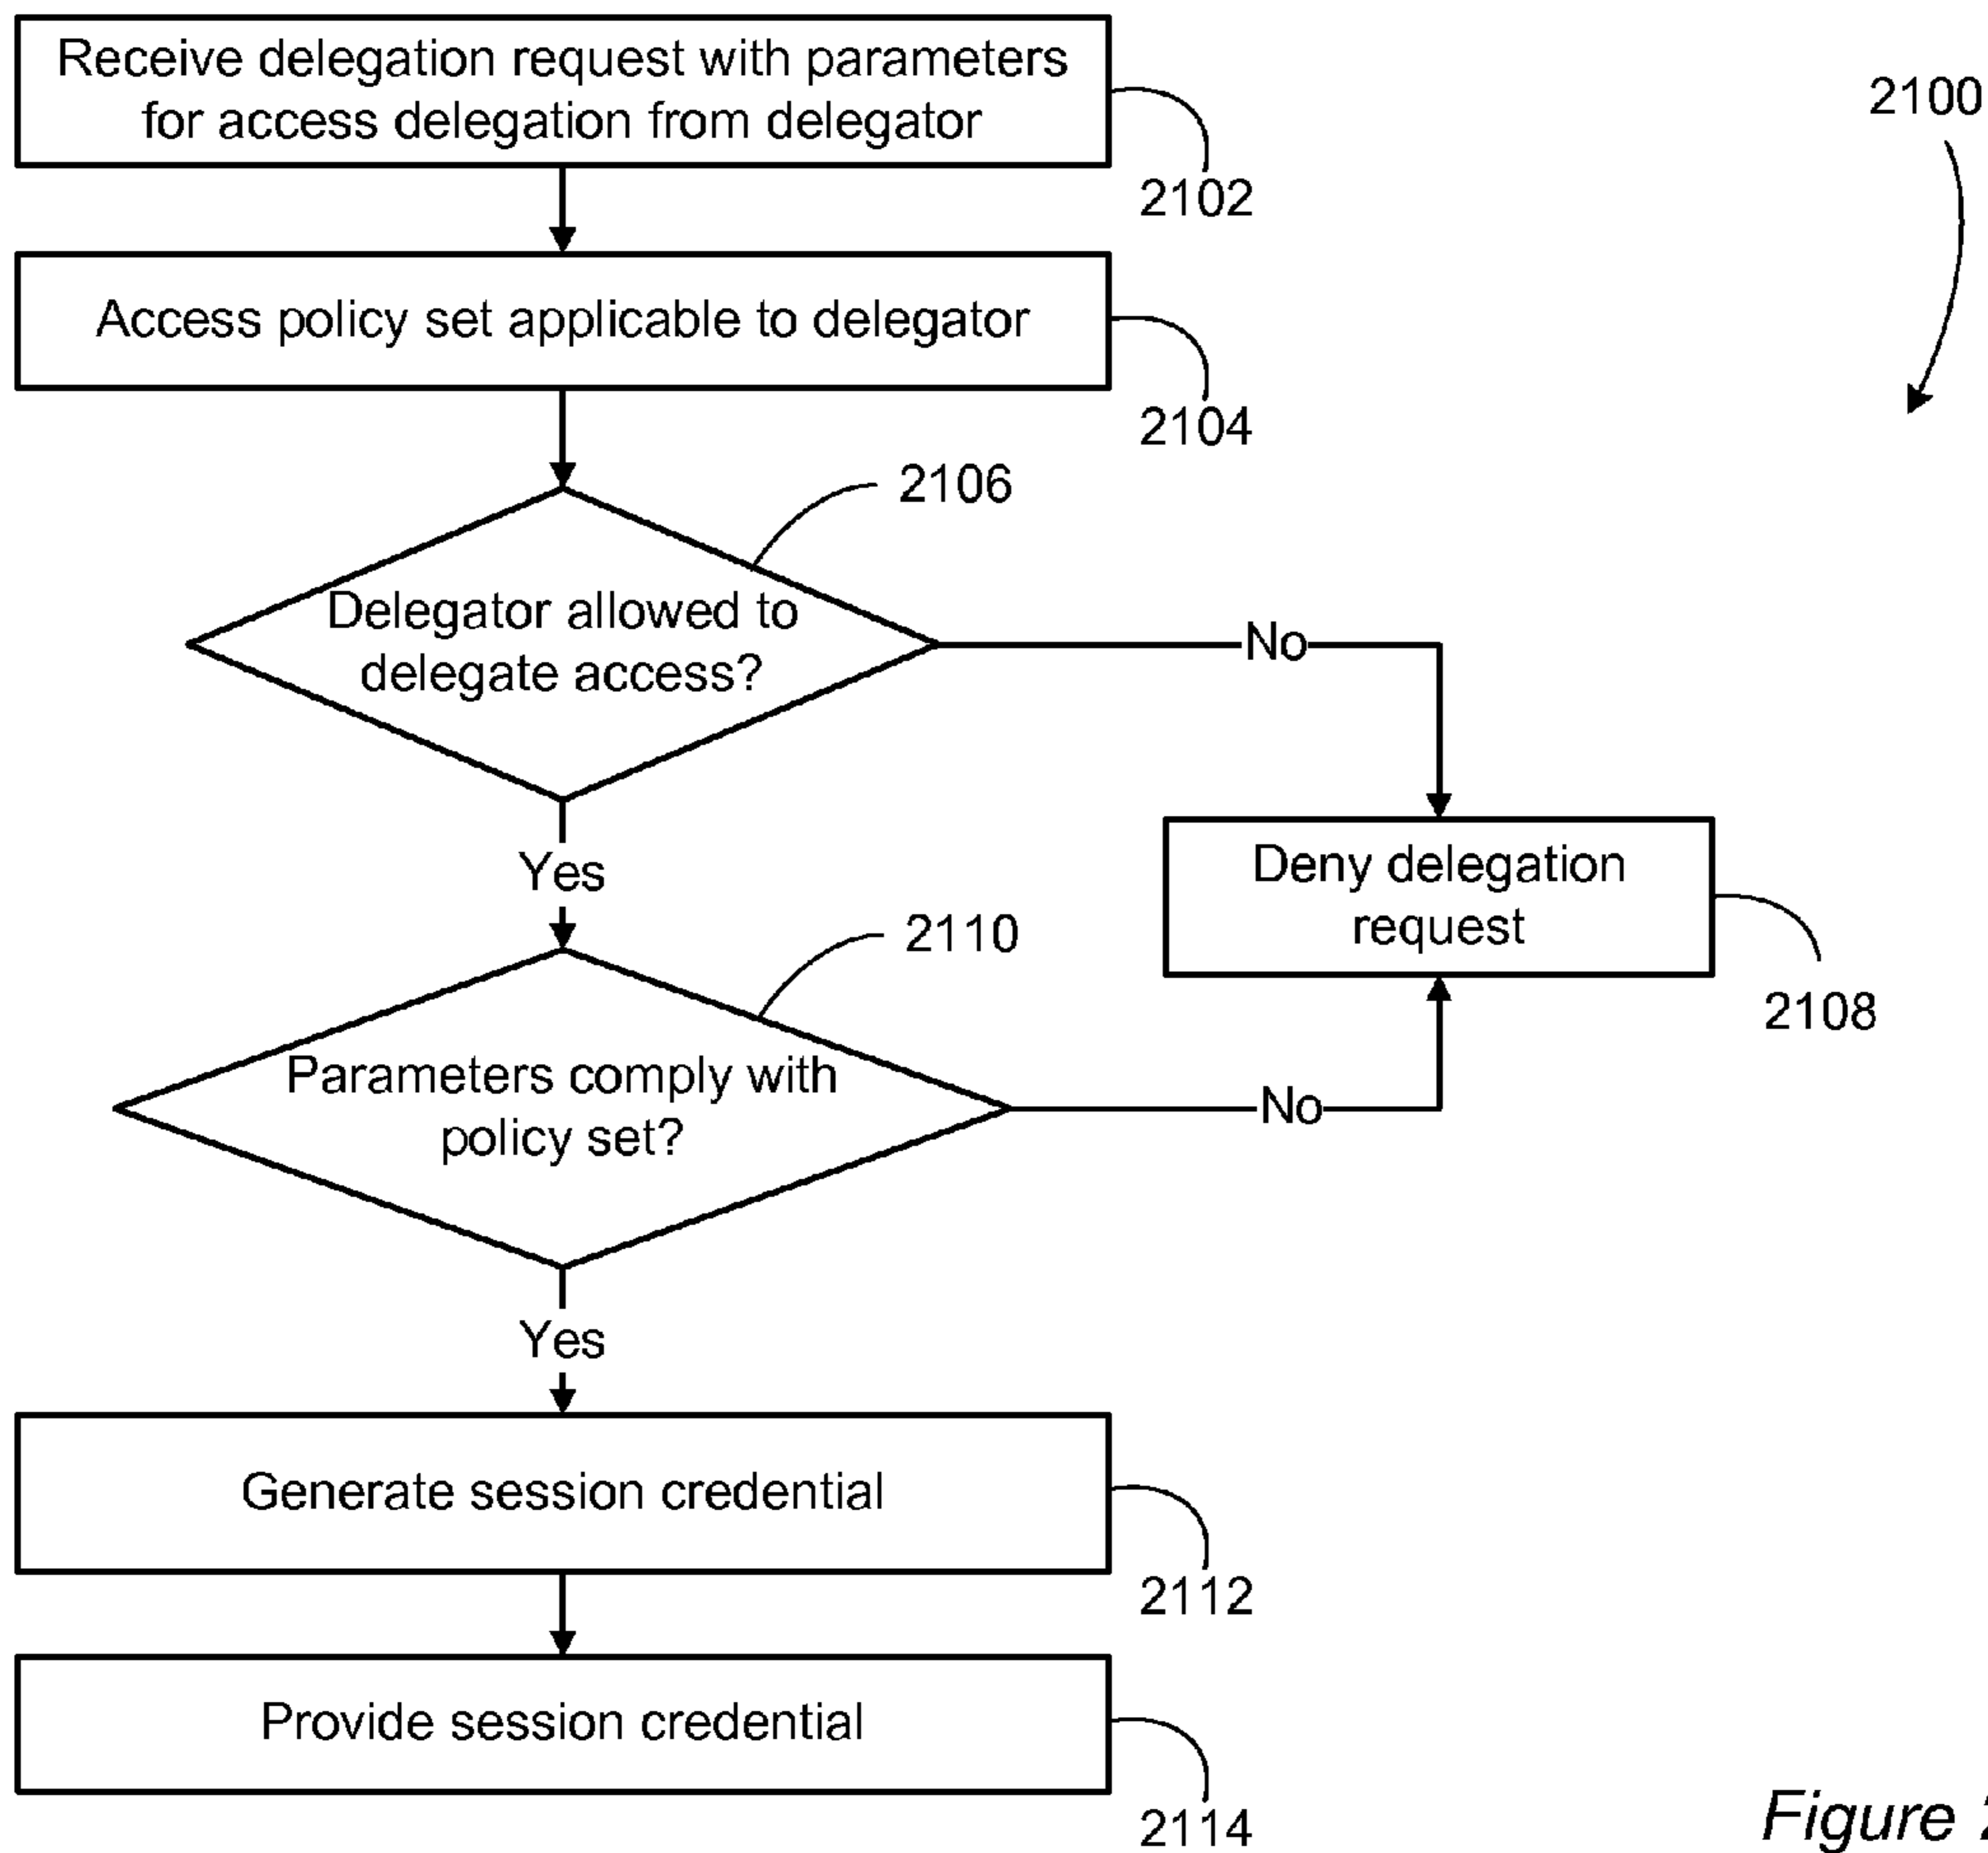 Receive delegation request with parameters
for access delegation from delegator
2100
2102
Access policy set applicable to delegator
2104
2106
Delegator allowed to
delegate access?
No
Yes
Deny delegation
request
2108
2110
Parameters comply with
policy set?
No
Yes
Generate session credential
2112
Provide session credential
2114
Figure